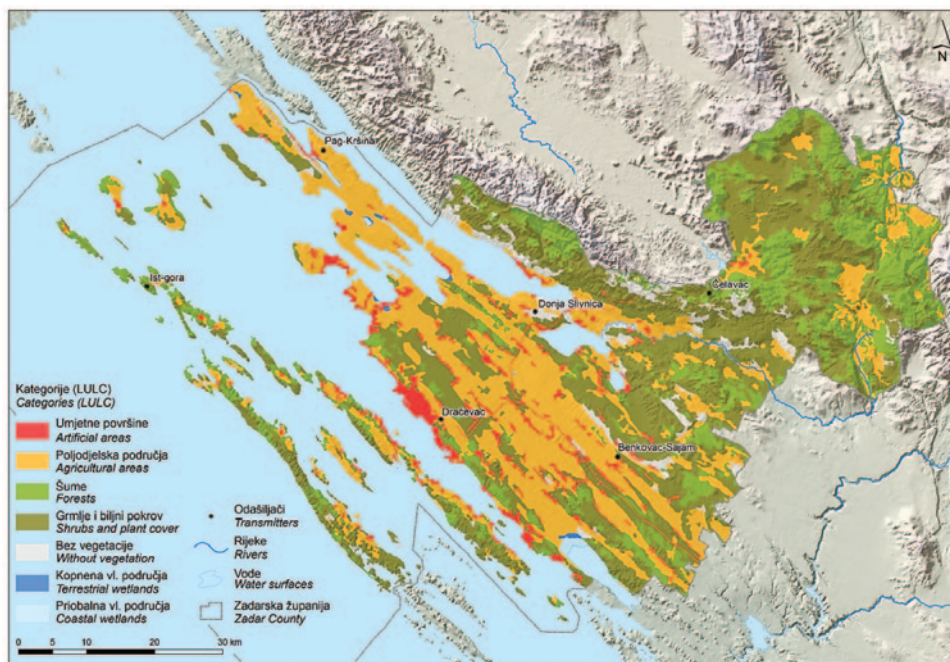 N
Pag-Kršina
Ist-gora
Čelavac
Donja Slivnica
Dračevac
Benkovac-Sajam
Kategorije (LULC)
Categories (LULC)
Umjetne površine
Artificial areas
Poljodjelska područja
Agricultural areas
Šume
Forests
Grmlje i biljni pokrov
Shrubs and plant cover
Bez vegetacije
Without vegetation
Kopnena vl. područja
Terrestrial wetlands
Priobalna vl. područja
Coastal wetlands
Odašiljači
Transmitters
Rijeke
Rivers
Vode
Water surfaces
Zadarska županija
Zadar County
0 5 10 20 30 km